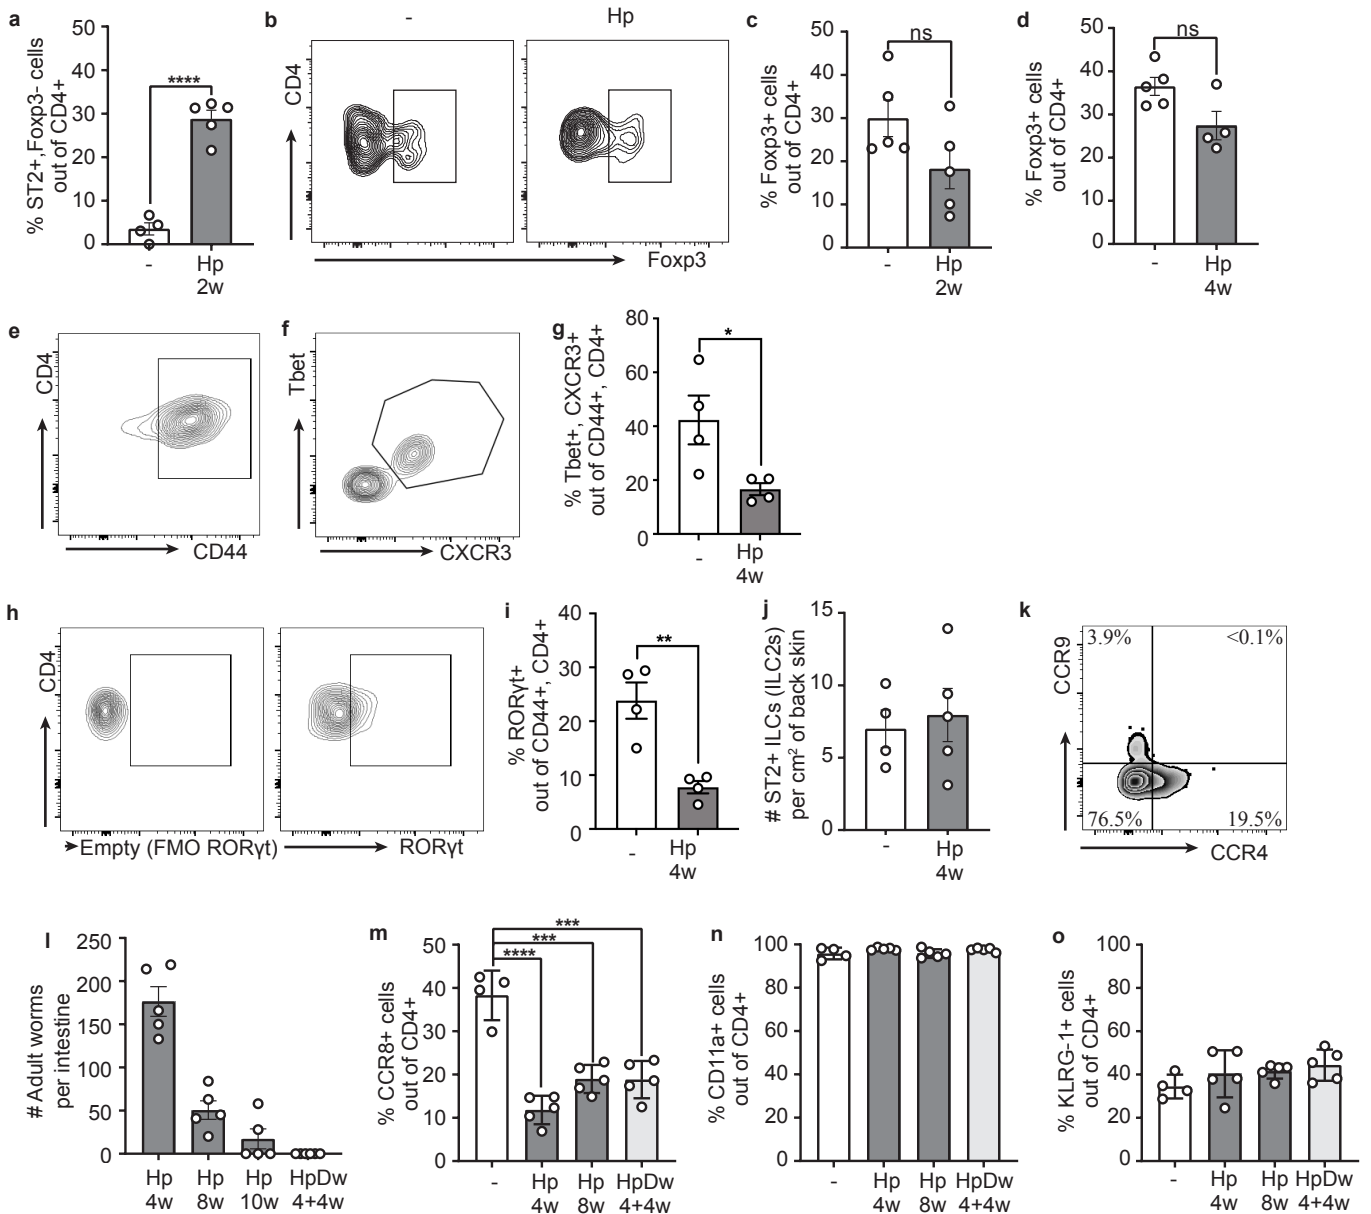 a
% ST2+,Foxp3- cells
out of CD4+
50
40
30
20
10
0
****
-
Hp
2w
b
-
Hp
CD4
Foxp3
c
% Foxp3+ cells
out of CD4+
50
40
30
20
10
0
ns
-
Hp
2w
d
% Foxp3+ cells
out of CD4+
50
40
30
20
10
0
ns
-
Hp
4w
e
CD4
CD44
f
Tbet
CXCR3
g
% Tbet+, CXCR3+
out of CD44+, CD4+
80
60
40
20
0
*
-
Hp
4w
h
CD4
Empty (FMO RORγt)
RORγt
i
% RORγt+
out of CD44+, CD4+
40
30
20
10
0
**
-
Hp
4w
j
# ST2+ ILCs (ILC2s)
per cm² of back skin
15
10
5
0
-
Hp
4w
k
CCR9
3.9%
<0.1%
76.5%
19.5%
CCR4
l
# Adult worms
per intestine
250
200
150
100
50
0
Hp
4w
Hp
8w
Hp
10w
HpDw
4+4w
m
% CCR8+ cells
out of CD4+
50
40
30
20
10
0
***
***
****
-
Hp
4w
Hp
8w
HpDw
4+4w
n
% CD11a+ cells
out of CD4+
100
80
60
40
20
0
-
Hp
4w
Hp
8w
HpDw
4+4w
o
% KLRG-1+ cells
out of CD4+
100
80
60
40
20
0
-
Hp
4w
Hp
8w
HpDw
4+4w